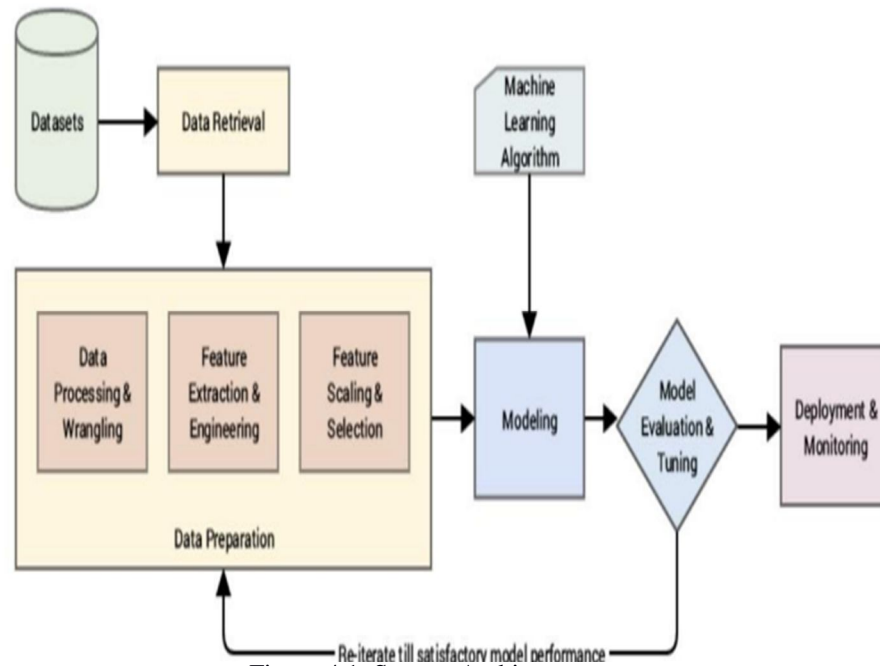 Datasets
Data Retrieval
Machine
Learning
Algorithm
Data
Processing &
Wrangling
Feature
Extraction &
Engineering
Feature
Scaling &
Selection
Data Preparation
Modeling
Model
Evaluation &
Tuning
Deployment &
Monitoring
Re-iterate till satisfactory model performance